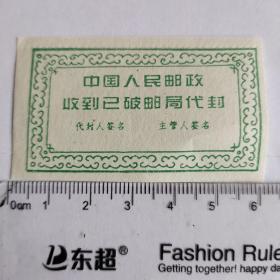 中国人民邮政
收到已破邮局代封
代封人签名 主管人签名
0cm 1 2 3 4 5 6
东超 Fashion Rule
Getting together! happy da